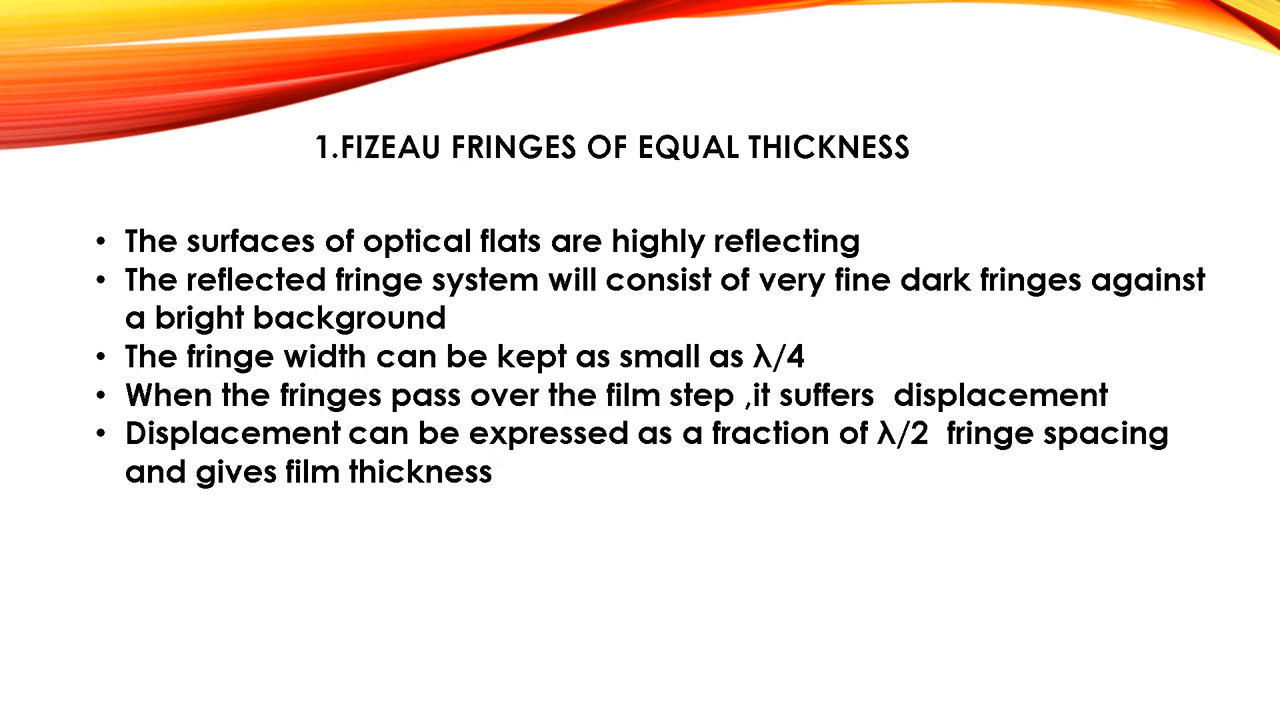 1.FIZEAU FRINGES OF EQUAL THICKNESS
• The surfaces of optical flats are highly reflecting
• The reflected fringe system will consist of very fine dark fringes against
a bright background
• The fringe width can be kept as small as λ/4
• When the fringes pass over the film step ,it suffers  displacement
• Displacement can be expressed as a fraction of λ/2  fringe spacing
and gives film thickness